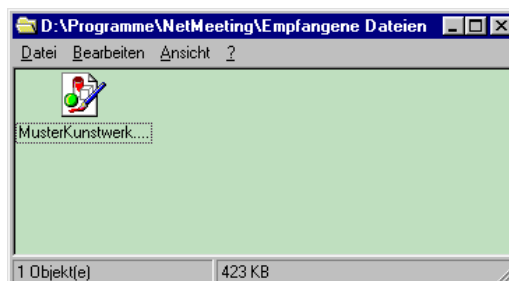 D:\Programme\NetMeeting\Empfangene Dateien
Datei Bearbeiten Ansicht ?
MusterKunstwerk....
1 Objekt(e) 423 KB